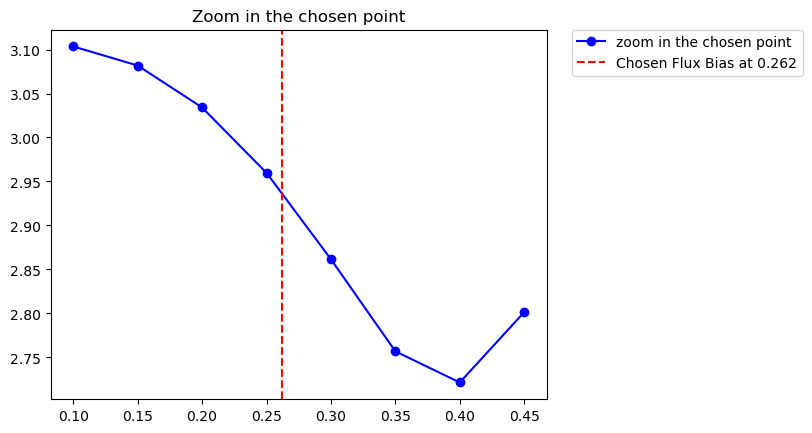 Zoom in the chosen point
zoom in the chosen point
Chosen Flux Bias at 0.262
3.10
3.05
3.00
2.95
2.90
2.85
2.80
2.75
0.10 0.15 0.20 0.25 0.30 0.35 0.40 0.45